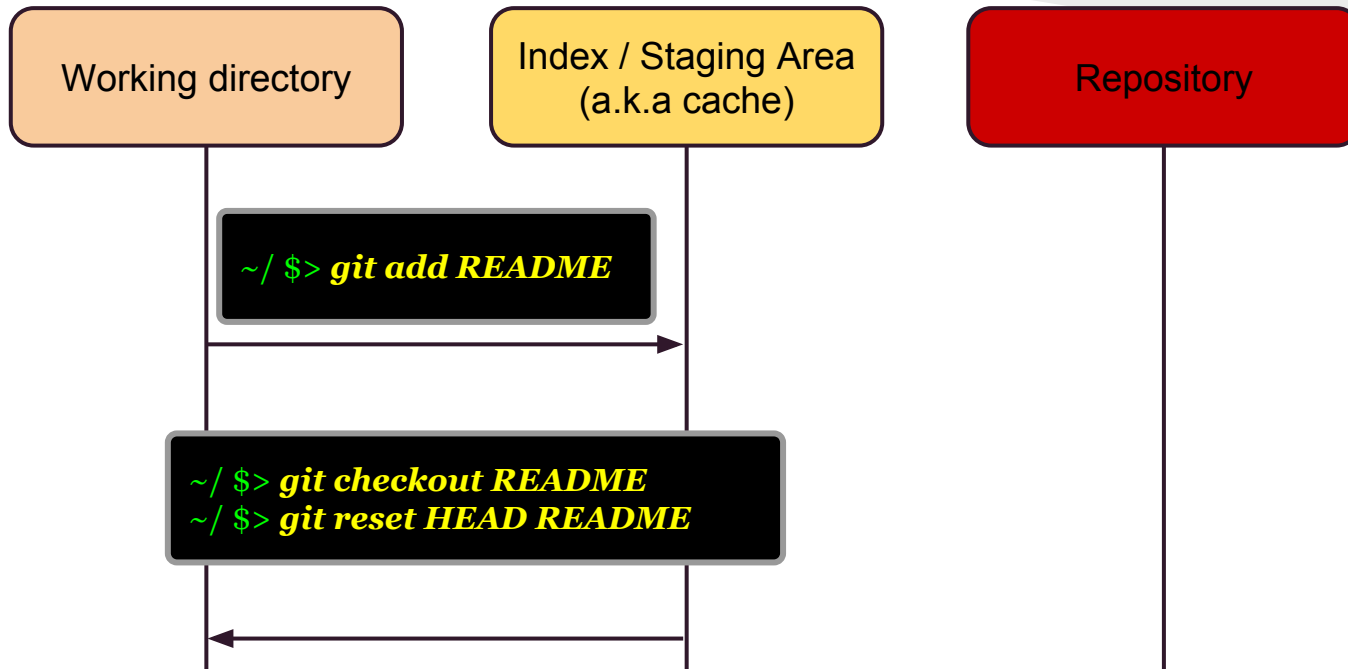 Working directory
Index / Staging Area
(a.k.a cache)
Repository
~/ $> git add README
~/ $> git checkout README
~/ $> git reset HEAD README